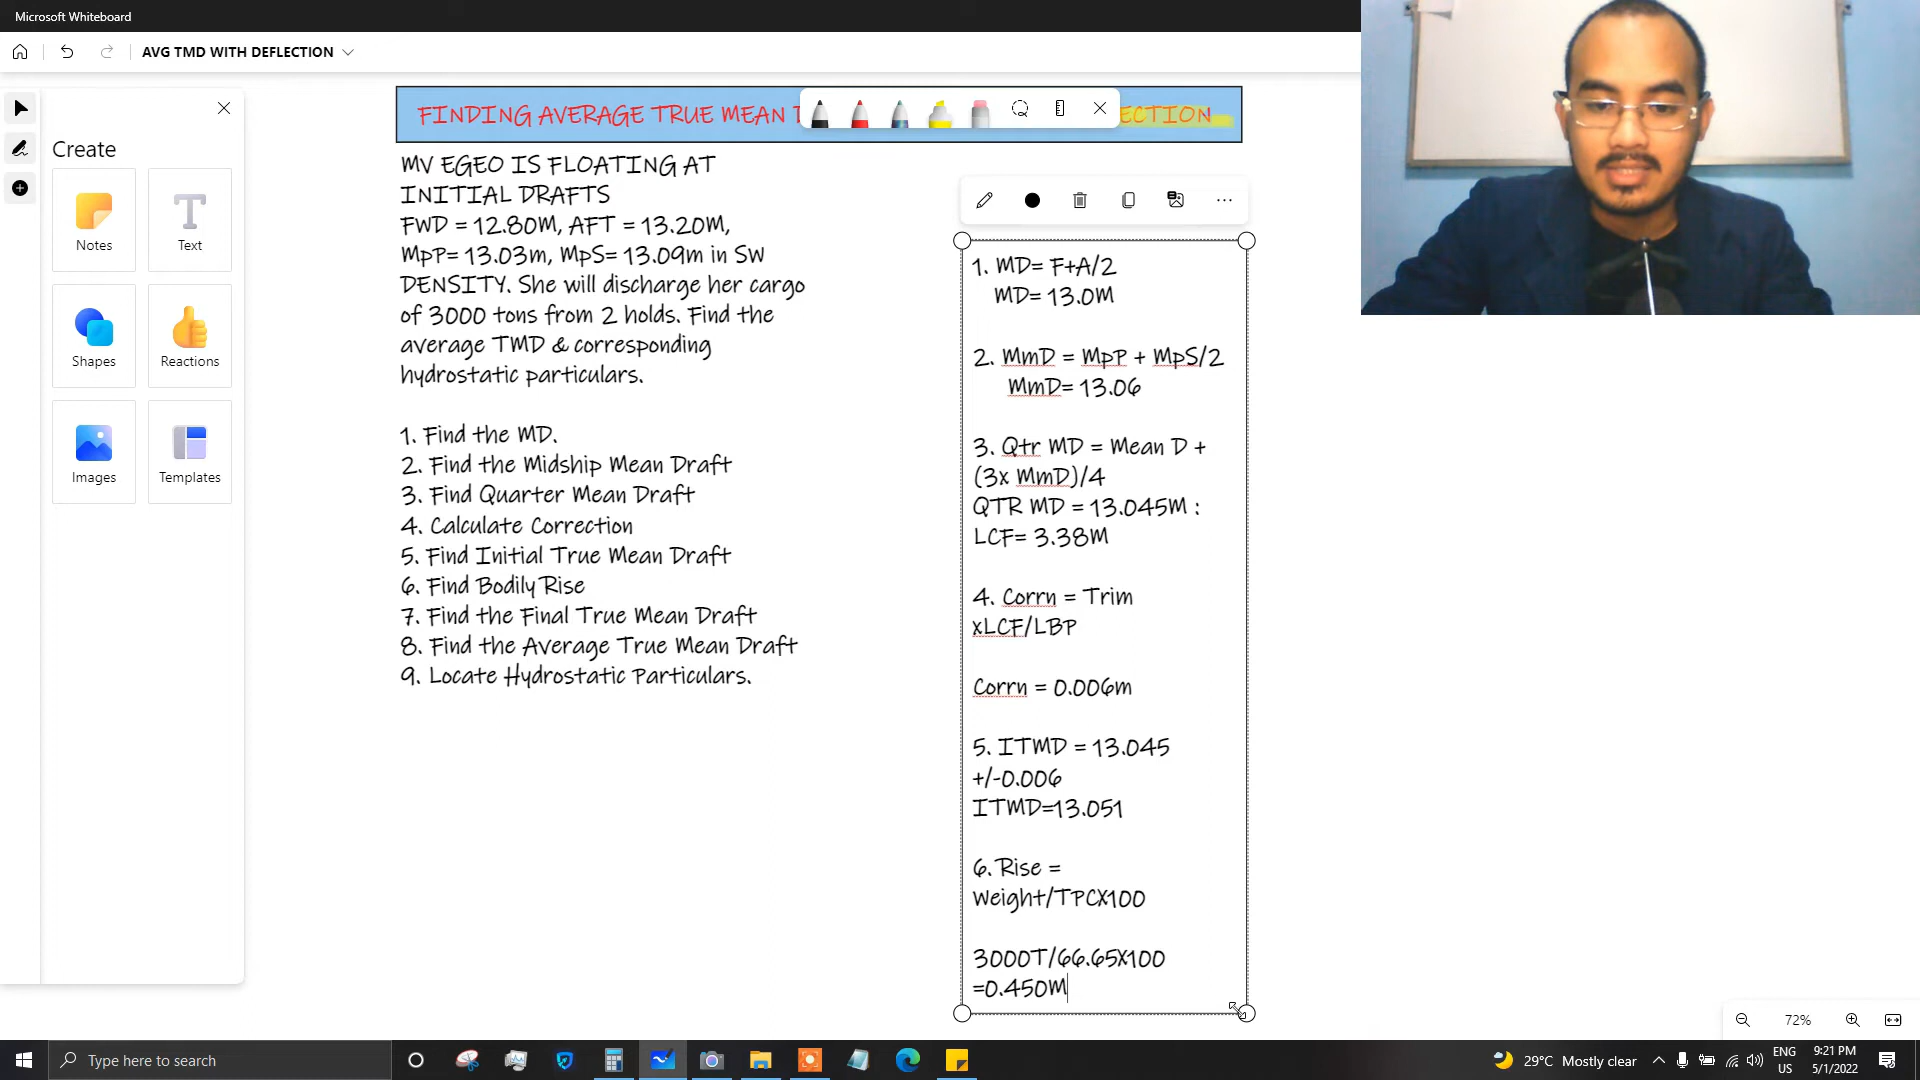 Microsoft Whiteboard
AVG TMD WITH DEFLECTION
Create
Notes
Text
Shapes
Reactions
Images
Templates
FINDING AVERAGE TRUE MEAN ECTION
MV EGEO IS FLOATING AT
INITIAL DRAFTS
FWD = 12.80M, AFT = 13.20M,
MpP= 13.03m, MpS= 13.09m in SW
DENSITY. She will discharge her cargo
of 3000 tons from 2 holds. Find the
average TMD & corresponding
hydrostatic particulars.
1. Find the MD.
2. Find the Midship Mean Draft
3. Find Quarter Mean Draft
4. Calculate Correction
5. Find Initial True Mean Draft
6. Find Bodily Rise
7. Find the Final True Mean Draft
8. Find the Average True Mean Draft
9. Locate Hydrostatic Particulars.
1. MD= F+A/2
MD= 13.0M
2. MmD = MpP + MpS/2
MmD= 13.06
3. Qtr MD = Mean D +
(3x MmD)/4
QTR MD = 13.045M :
LCF= 3.38M
4. Corrn = Trim
xLCF/LBP
Corrn = 0.006m
5. ITMD = 13.045
+/-0.006
ITMD=13.051
6. Rise =
Weight/TPCX100
3000T/66.65X100
=0.450M
72%
Type here to search
29°C Mostly clear
ENG
US
9:21 PM
5/1/2022